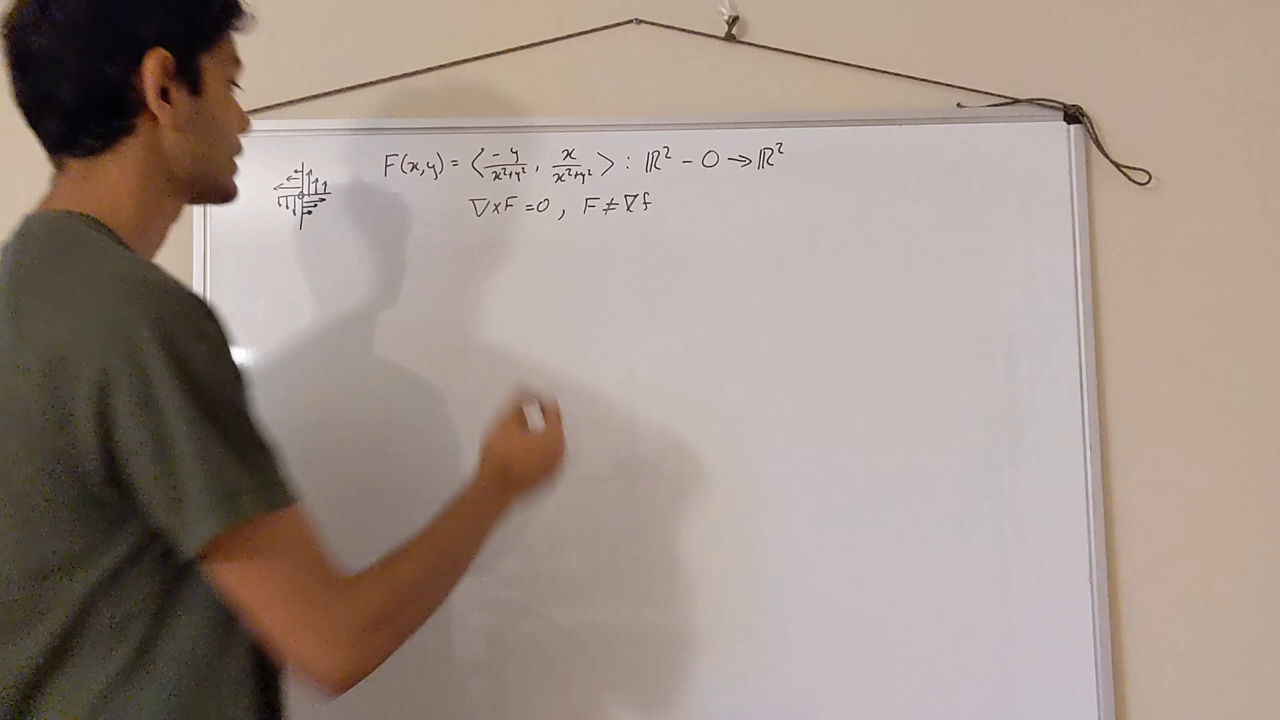 F(x,y) = ⟨ -y/x²+y² , x/x²+y² ⟩ : ℝ² - 0 → ℝ²
∇×F = 0 , F ≠ ∇f